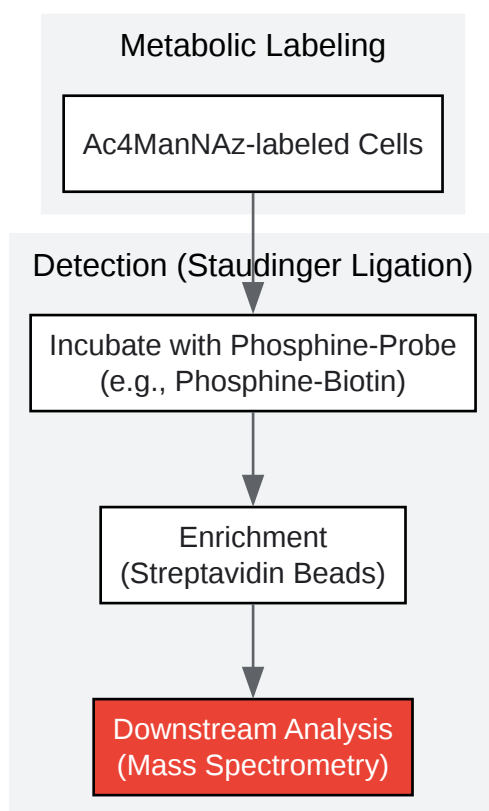 Metabolic Labeling
Ac4ManNAz-labeled Cells
Detection (Staudinger Ligation)
Incubate with Phosphine-Probe
(e.g., Phosphine-Biotin)
Enrichment
(Streptavidin Beads)
Downstream Analysis
(Mass Spectrometry)